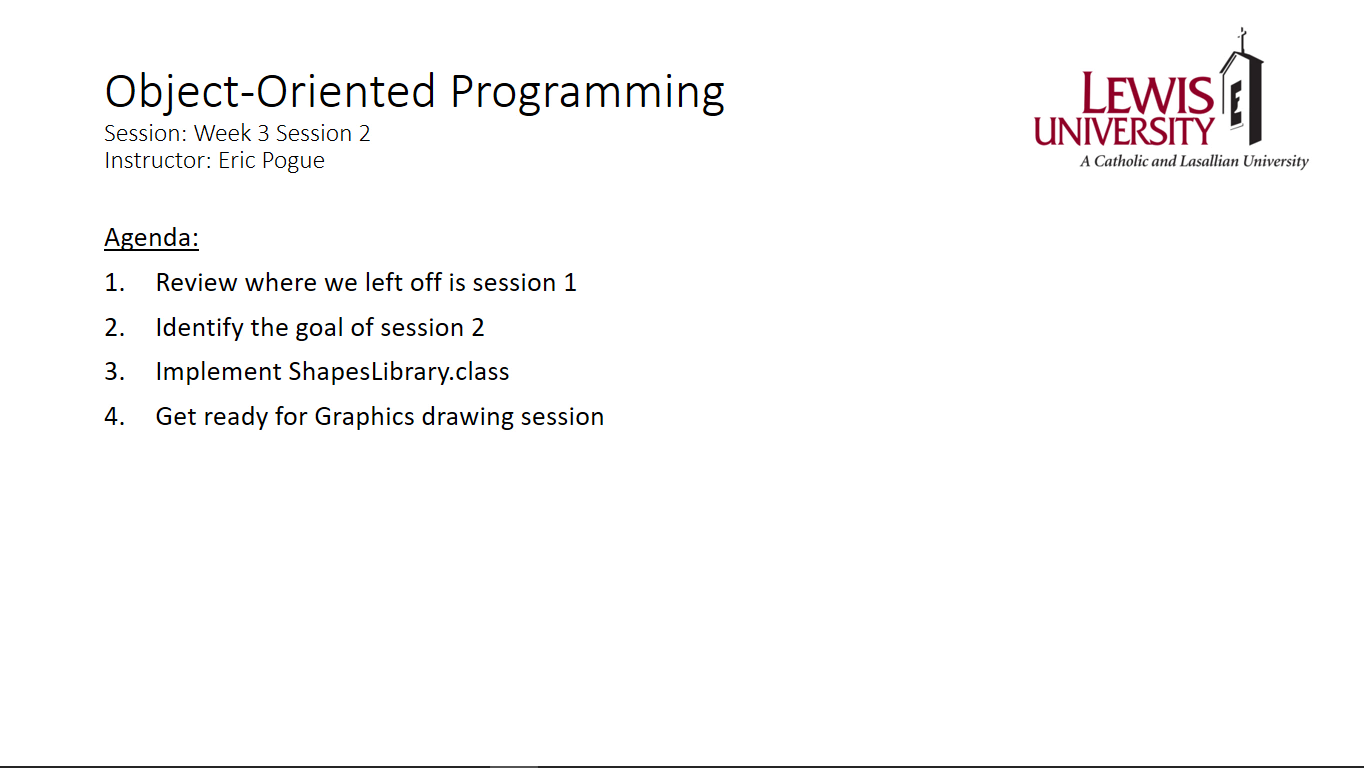 Object-Oriented Programming
Session: Week 3 Session 2
Instructor: Eric Pogue
LEWIS
UNIVERSITY
A Catholic and Lasallian University
Agenda:
1. Review where we left off is session 1
2. Identify the goal of session 2
3. Implement ShapesLibrary.class
4. Get ready for Graphics drawing session